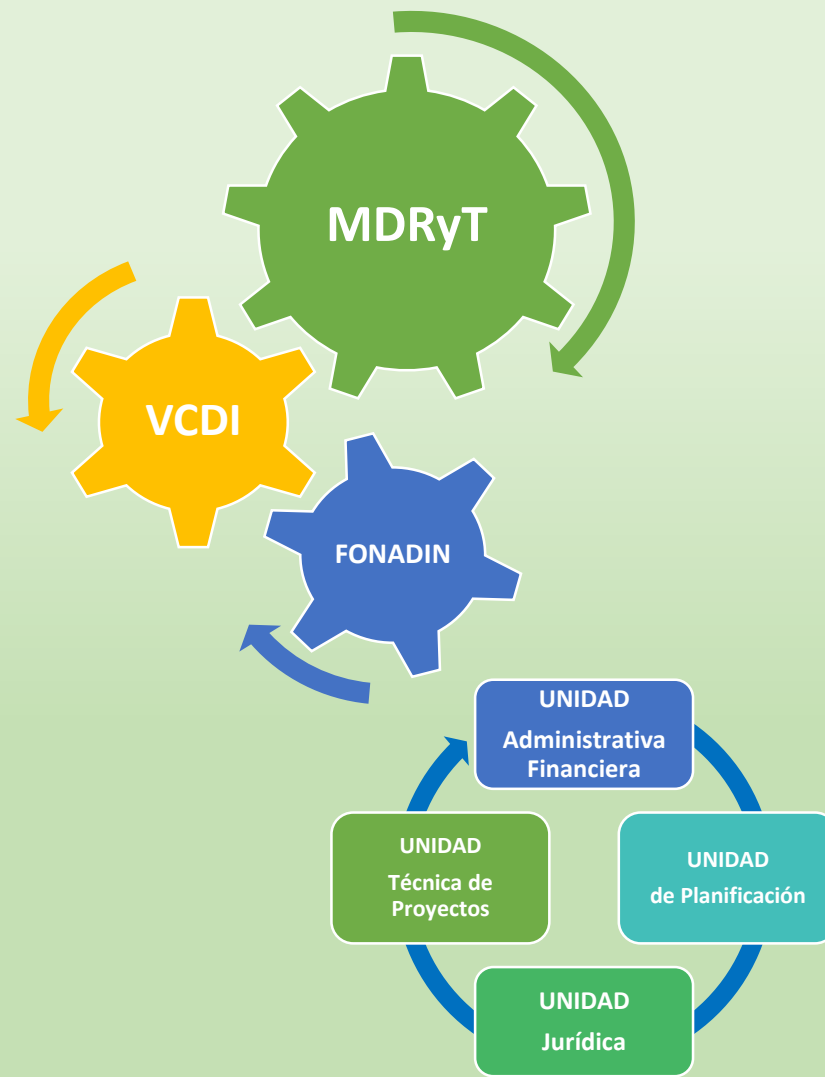 MDRyT
VCDI
FONADIN
UNIDAD
Administrativa
Financiera
UNIDAD
Técnica de
Proyectos
UNIDAD
de Planificación
UNIDAD
Jurídica